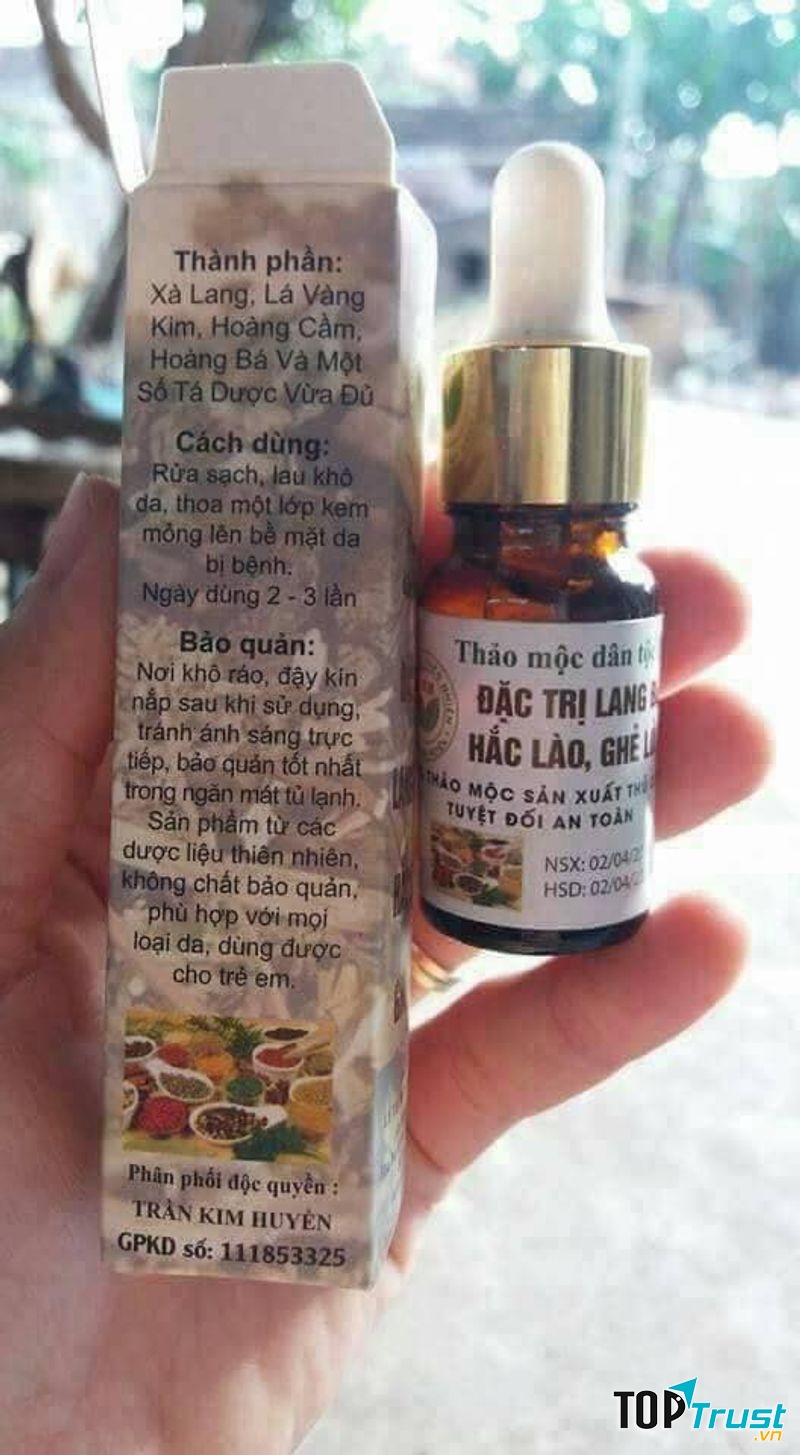 Thành phần:
Xà Lang, Lá Vàng
Kim, Hoàng Cầm,
Hoàng Bá Và Một
Số Tá Dược Vừa Đủ
Cách dùng:
Rửa sạch, lau khô
da, thoa một lớp kem
mỏng lên bề mặt da
bị bệnh.
Ngày dùng 2 - 3 lần
Bảo quản:
Nơi khô ráo, đậy kín
nắp sau khi sử dụng,
tránh ánh sáng trực
tiếp, bảo quản tốt nhất
trong ngăn mát tủ lạnh.
Sản phẩm từ các
dược liệu thiên nhiên,
không chất bảo quản,
phù hợp với mọi
loại da, dùng được
cho trẻ em.
Phân phối độc quyền :
TRẦN KIM HUYÊN
GPKD số: 111853325
Thảo mộc dân tộc
ĐẶC TRỊ LANG
HẮC LÀO, GHẺ
THẢO MỘC SẢN XUẤT
TUYỆT ĐỐI AN TOÀN
NSX: 02/04/
HSD: 02/04/
TOPTrust.vn